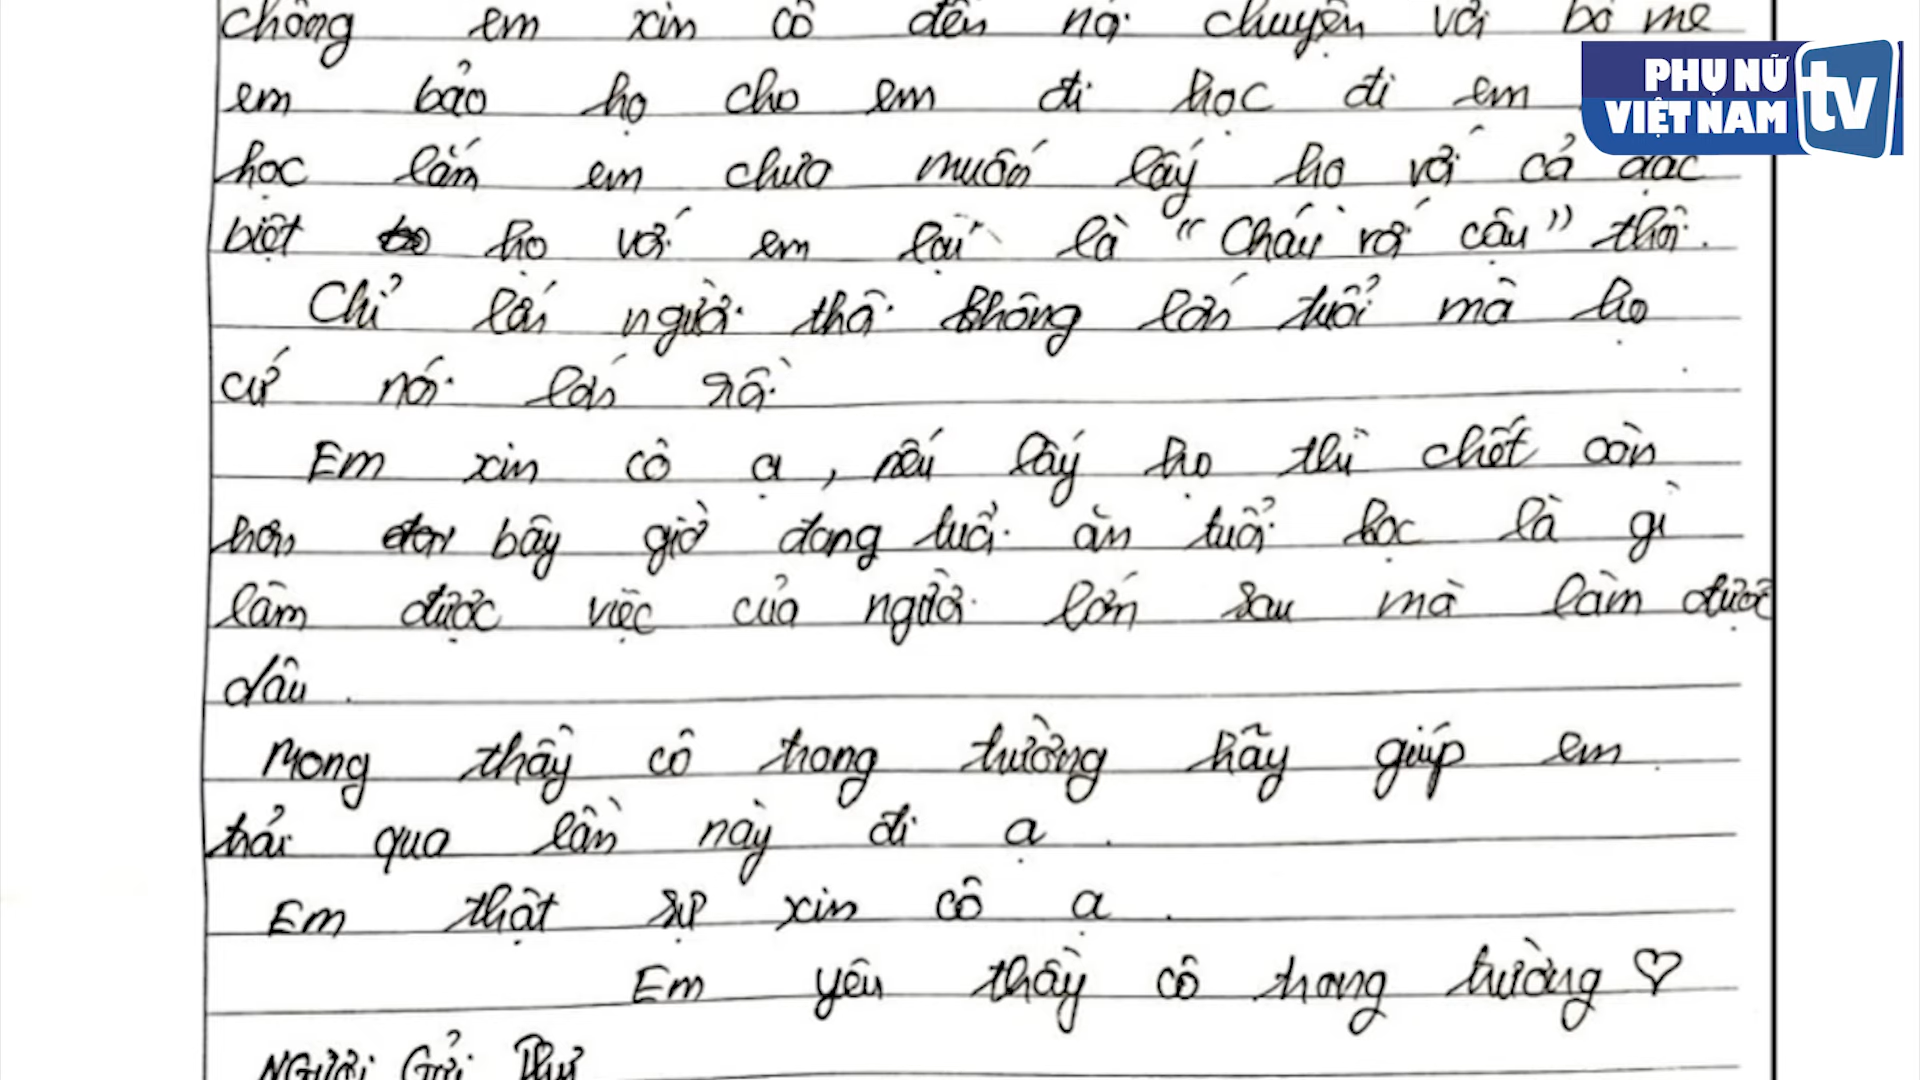 chồng em xin cô đến nói chuyện với bố mẹ
PHỤ NỮ VIỆT NAM tv
em bảo họ cho em đi học đi em
học lắm em chưa muốn lấy họ với cả đặc
biệt họ với em lại là “Cháu với cậu” thôi.
Chỉ lớn người thôi không lớn tuổi mà họ
cứ nói lớn rồi
Em xin cô ạ, nếu lấy họ thì chết còn
hơn bây giờ đang tuổi ăn tuổi học là gì
làm được việc của người lớn sau mà làm được
đâu.
Mong thầy cô trong trường hãy giúp em
trải qua lần này đi ạ.
Em thật sự xin cô ạ.
Em yêu thầy cô trong trường ♡
Người Gửi Thư